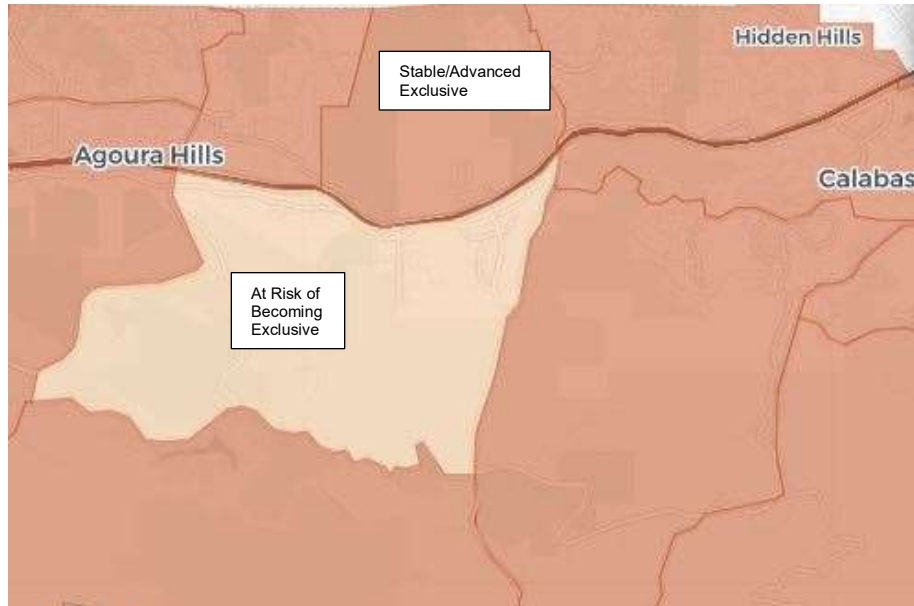 Hidden Hills
Stable/Advanced
Exclusive
Agoura Hills
Calabas
At Risk of
Becoming
Exclusive